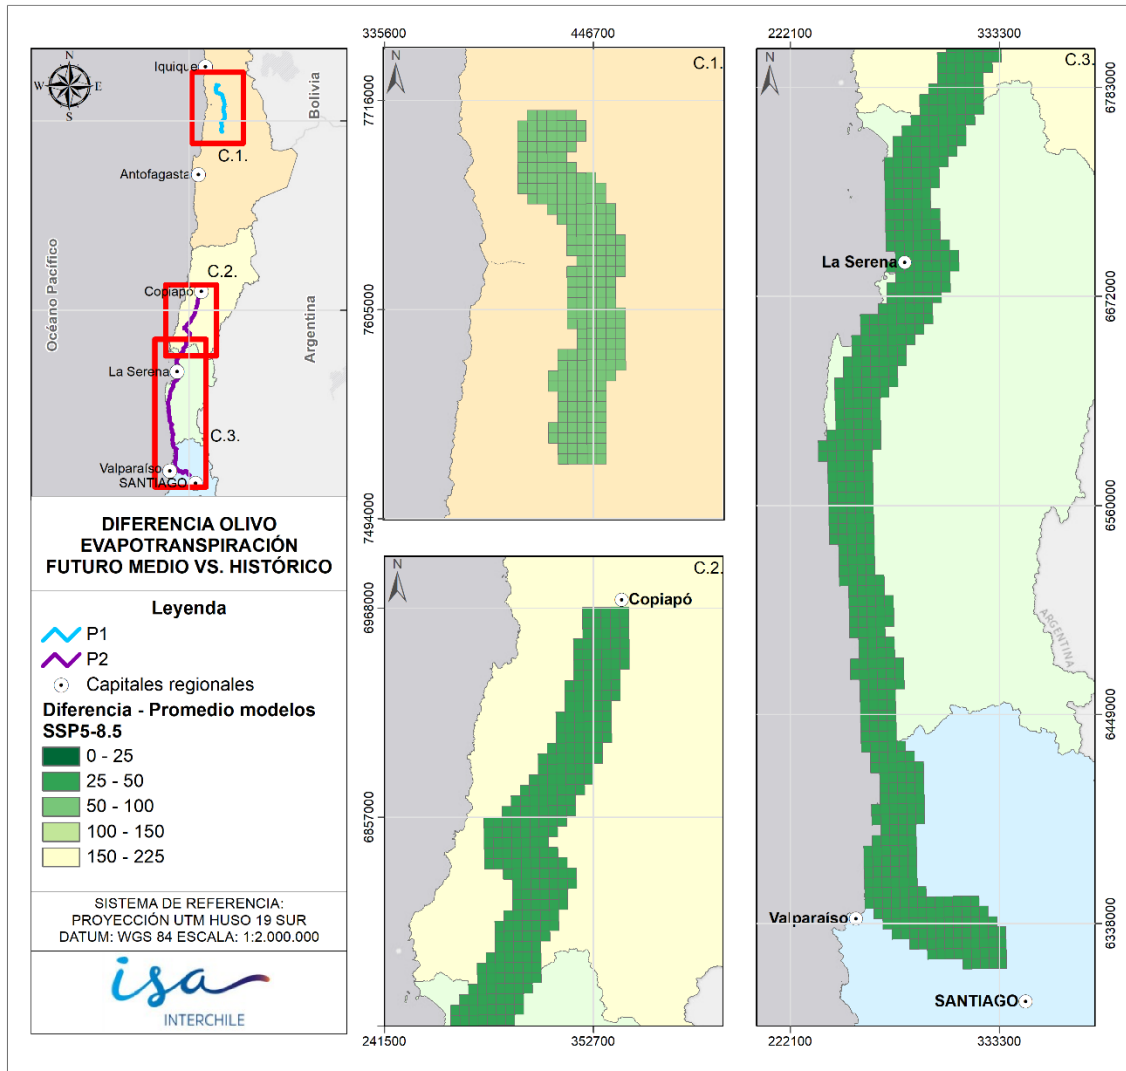 N
W
E
S
Iquique
Bolivia
C.1.
Antofagasta
Océano Pacífico
C.2.
Copiapó
Argentina
La Serena
C.3.
Valparaíso
SANTIAGO
DIFERENCIA OLIVO
EVAPOTRANSPIRACIÓN
FUTURO MEDIO VS. HISTÓRICO
Leyenda
P1
P2
Capitales regionales
Diferencia - Promedio modelos
SSP5-8.5
0 - 25
25 - 50
50 - 100
100 - 150
150 - 225
SISTEMA DE REFERENCIA:
PROYECCIÓN UTM HUSO 19 SUR
DATUM: WGS 84 ESCALA: 1:2.000.000
isa
INTERCHILE
335600
446700
N
C.1.
7716000
7605000
7494000
N
C.2.
Copiapó
6968000
6857000
241500
352700
222100
333300
N
C.3.
6783000
La Serena
6672000
6560000
ARGENTINA
6449000
Valparaíso
6338000
SANTIAGO
222100
333300